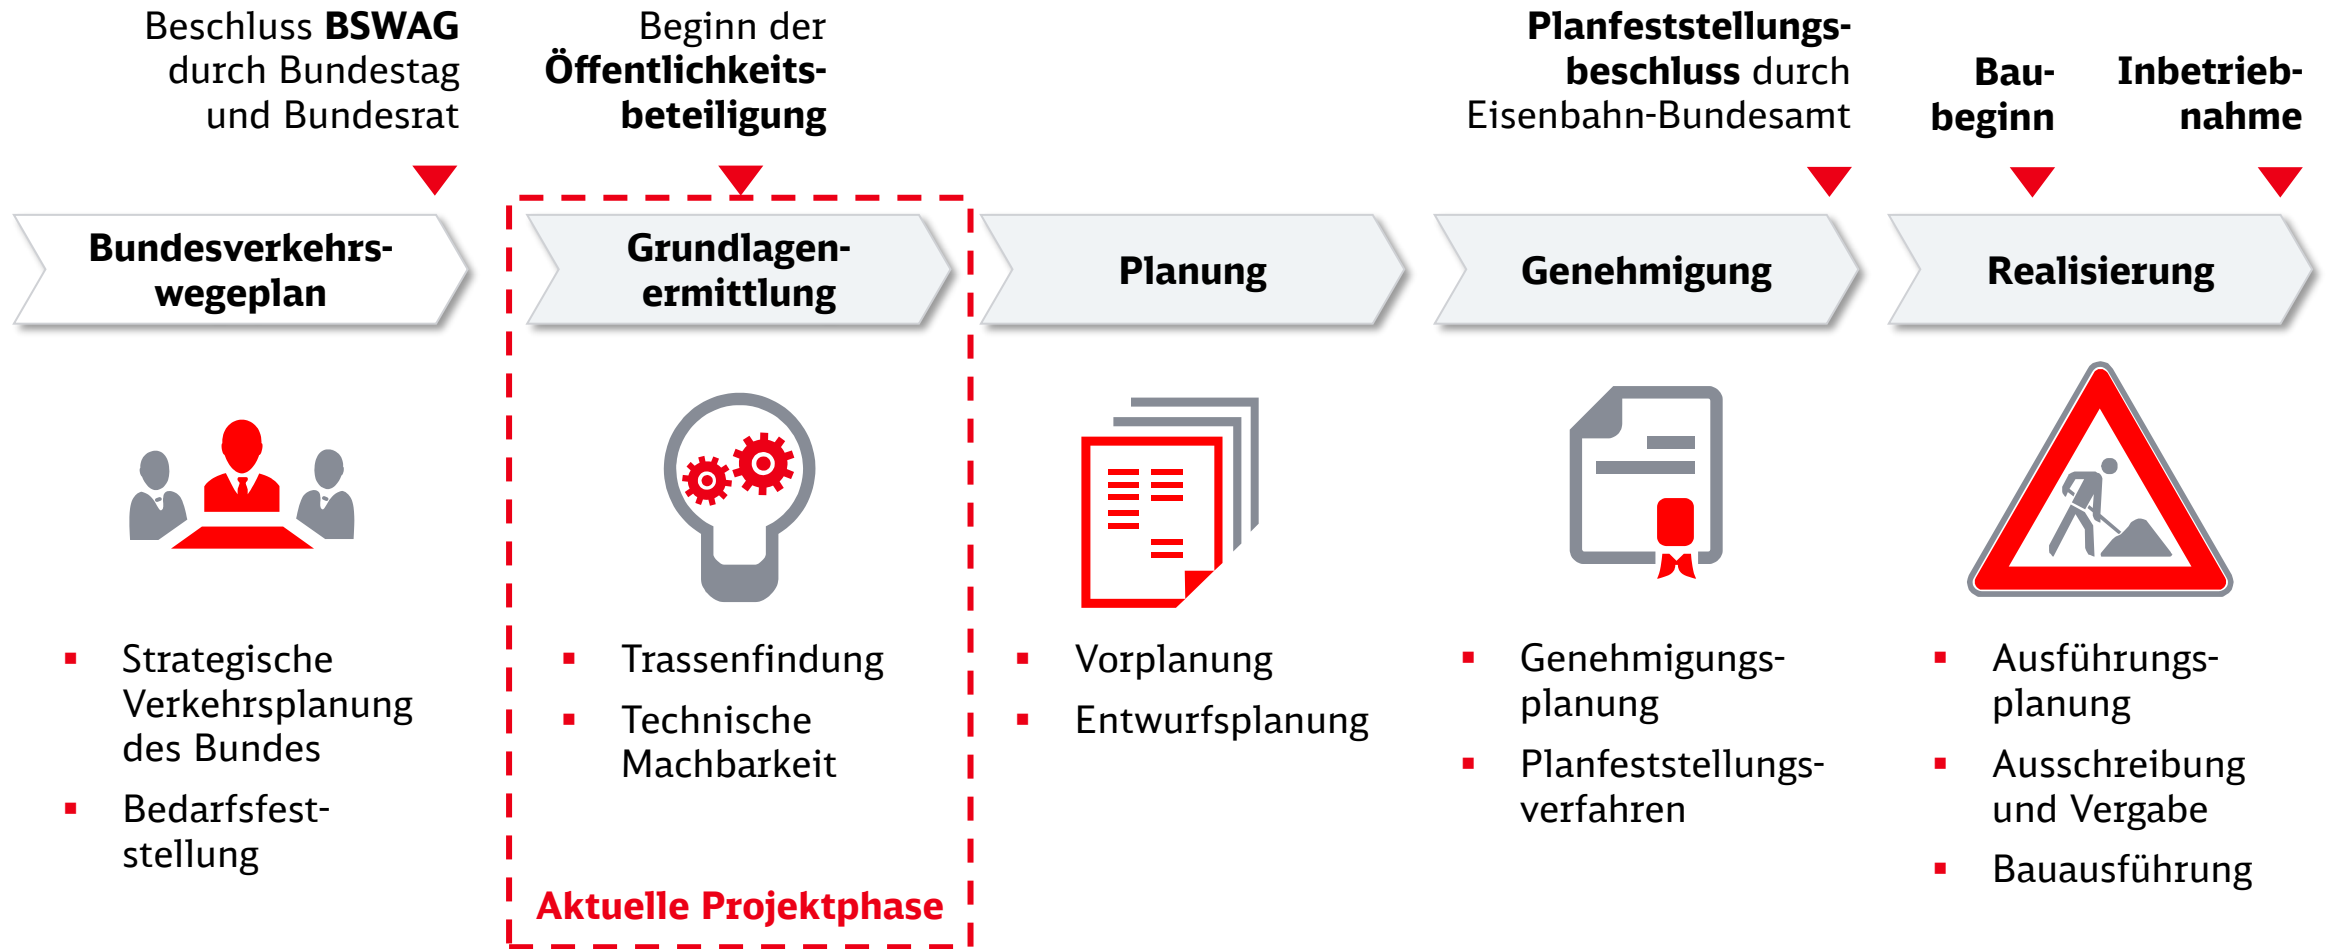 Beschluss BSWAG
durch Bundestag
und Bundesrat
Beginn der
Öffentlichkeits-
beteiligung
Planfeststellungs-
beschluss durch
Eisenbahn-Bundesamt
Bau-
beginn
Inbetrieb-
nahme
Bundesverkehrs-
wegeplan
Grundlagen-
ermittlung
Planung
Genehmigung
Realisierung
▪ Strategische
Verkehrsplanung
des Bundes
▪ Bedarfsfest-
stellung
▪ Trassenfindung
▪ Technische
Machbarkeit
Aktuelle Projektphase
▪ Vorplanung
▪ Entwurfsplanung
▪ Genehmigungs-
planung
▪ Planfeststellungs-
verfahren
▪ Ausführungs-
planung
▪ Ausschreibung
und Vergabe
▪ Bauausführung